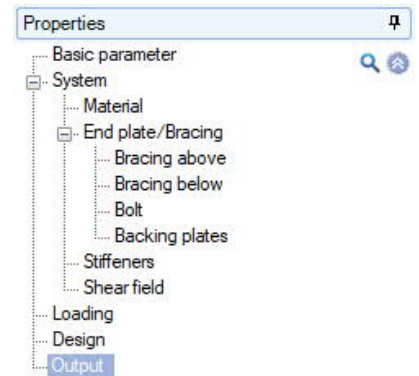 Properties
Basic parameter
System
Material
End plate/Bracing
Bracing above
Bracing below
Bolt
Backing plates
Stiffeners
Shear field
Loading
Design
Output